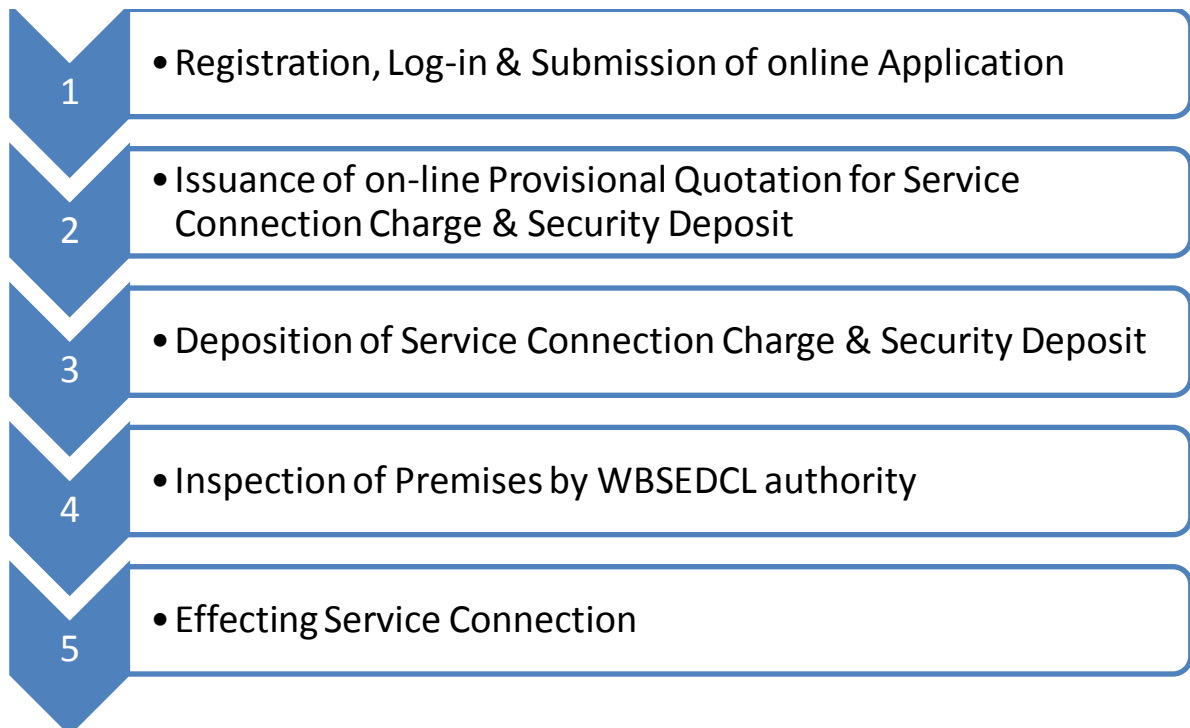 1
• Registration, Log-in & Submission of online Application
2
• Issuance of on-line Provisional Quotation for Service
Connection Charge & Security Deposit
3
• Deposition of Service Connection Charge & Security Deposit
4
• Inspection of Premises by WBSEDCL authority
5
• Effecting Service Connection